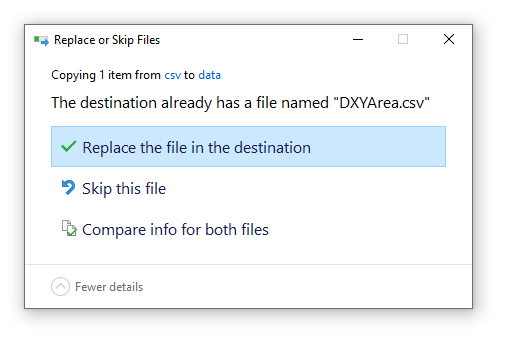 Replace or Skip Files
Copying 1 item from csv to data
The destination already has a file named "DXYArea.csv"
Replace the file in the destination
Skip this file
Compare info for both files
Fewer details